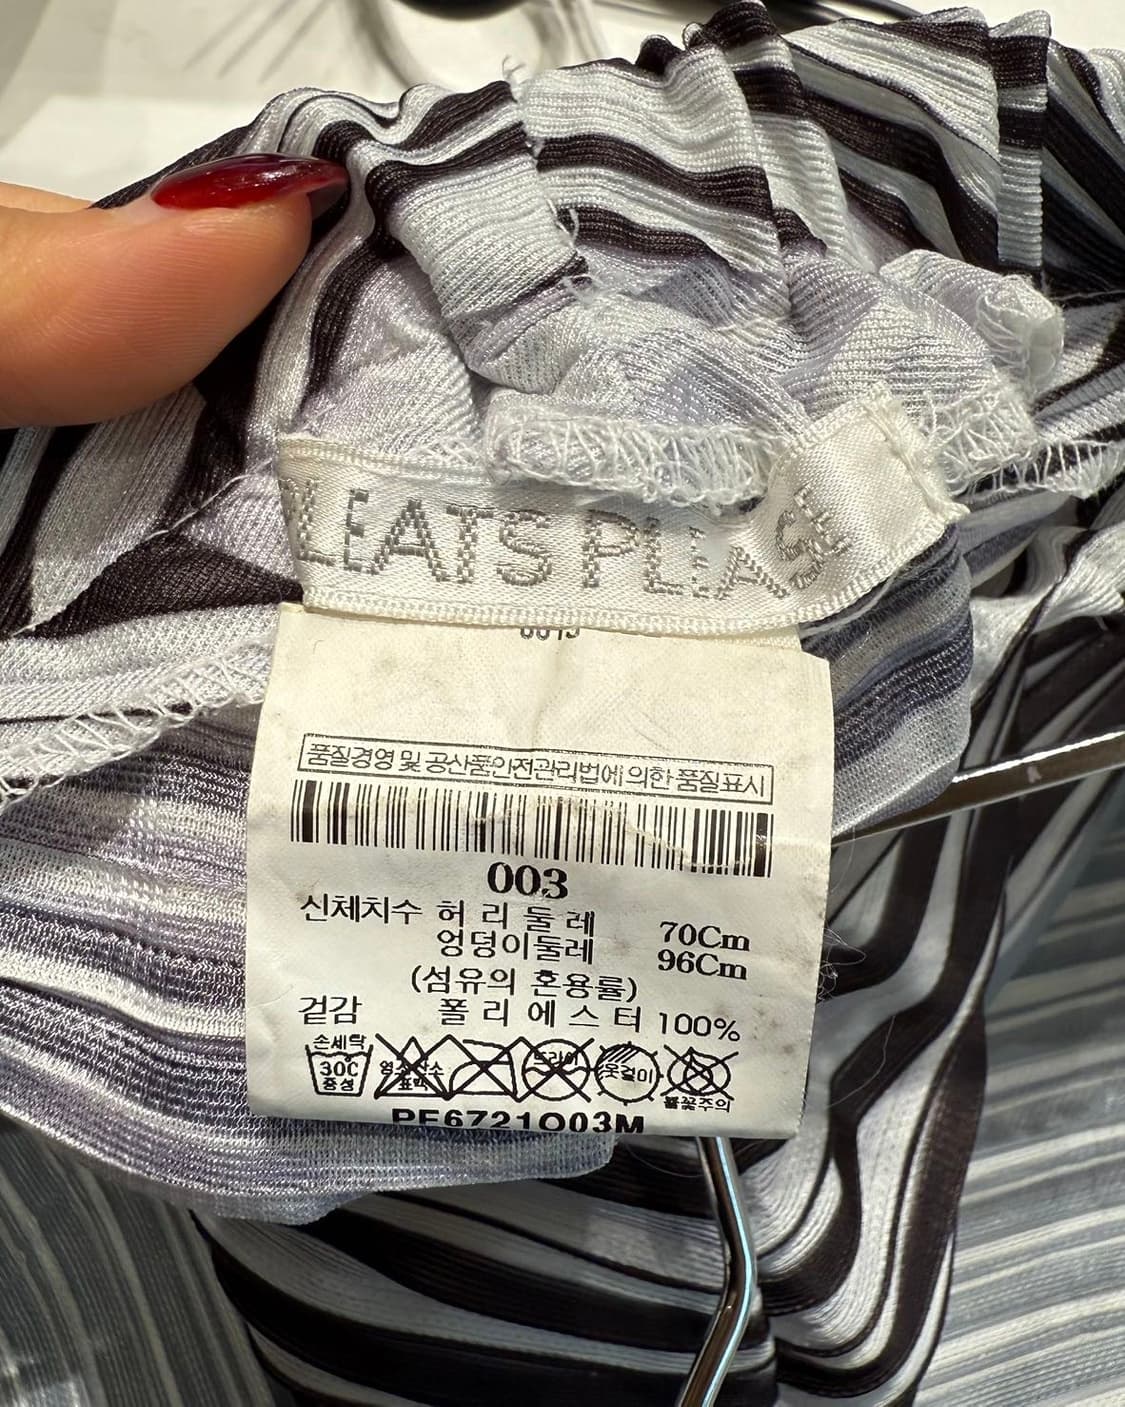 PLEATS PLEASE
품질경영 및 공산품안전관리법에 의한 품질표시
003
신체치수 허 리 둘 레 70Cm
엉덩이둘레 96Cm
(섬유의 혼용률)
겉감 폴 리 에 스 터 100%
손세탁
30℃
중성
드라이
옷걸이
불꽃주의
PF6721O03M